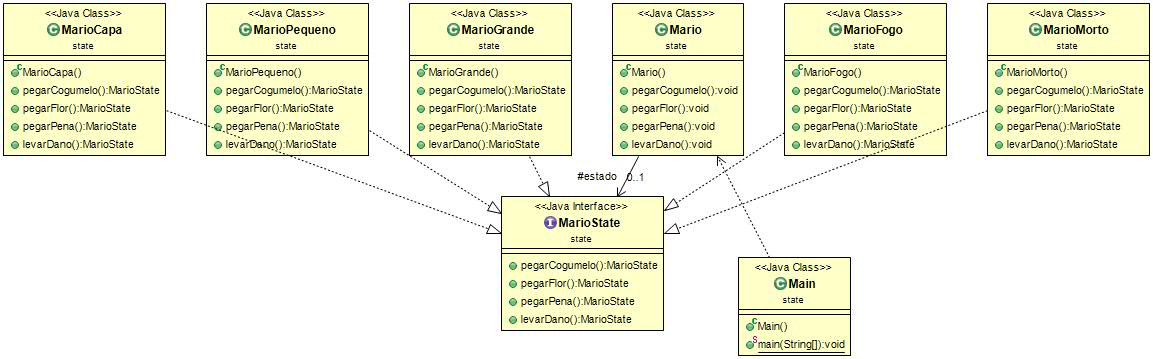 <<Java Class>>
MarioCapa
state
MarioCapa()
pegarCogumelo():MarioState
pegarFlor():MarioState
pegarPena():MarioState
levarDano():MarioState
<<Java Class>>
MarioPequeno
state
MarioPequeno()
pegarCogumelo():MarioState
pegarFlor():MarioState
pegarPena():MarioState
levarDano():MarioState
<<Java Class>>
MarioGrande
state
MarioGrande()
pegarCogumelo():MarioState
pegarFlor():MarioState
pegarPena():MarioState
levarDano():MarioState
<<Java Class>>
Mario
state
Mario()
pegarCogumelo():void
pegarFlor():void
pegarPena():void
levarDano():void
<<Java Class>>
MarioFogo
state
MarioFogo()
pegarCogumelo():MarioState
pegarFlor():MarioState
pegarPena():MarioState
levarDano():MarioState
<<Java Class>>
MarioMorto
state
MarioMorto()
pegarCogumelo():MarioState
pegarFlor():MarioState
pegarPena():MarioState
levarDano():MarioState
#estado 0..1
<<Java Interface>>
MarioState
state
pegarCogumelo():MarioState
pegarFlor():MarioState
pegarPena():MarioState
levarDano():MarioState
<<Java Class>>
Main
state
Main()
main(String[]):void